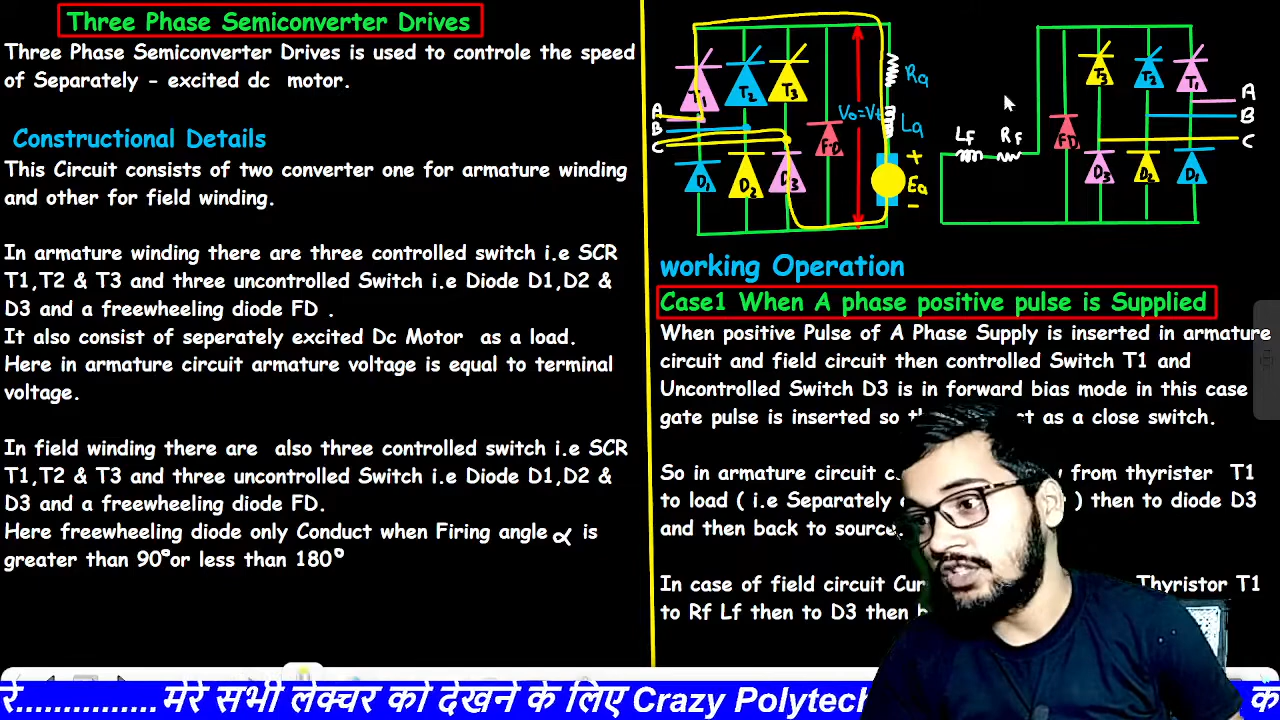 Three Phase Semiconverter Drives
Three Phase Semiconverter Drives is used to controle the speed
of Separately - excited dc motor.
Constructional Details
This Circuit consists of two converter one for armature winding
and other for field winding.
In armature winding there are three controlled switch i.e SCR
T1,T2 & T3 and three uncontrolled Switch i.e Diode D1,D2 &
D3 and a freewheeling diode FD .
It also consist of seperately excited Dc Motor as a load.
Here in armature circuit armature voltage is equal to terminal
voltage.
In field winding there are also three controlled switch i.e SCR
T1,T2 & T3 and three uncontrolled Switch i.e Diode D1,D2 &
D3 and a freewheeling diode FD.
Here freewheeling diode only Conduct when Firing angle α is
greater than 90° or less than 180°
T1 T2 T3
A
B
C
D1 D2 D3 FD
Vo=Vt
Ra
La
+
Ea
-
Lf Rf
FD
T3 T2 T1
D3 D2 D1
A
B
C
working Operation
Case1 When A phase positive pulse is Supplied
When positive Pulse of A Phase Supply is inserted in armature
circuit and field circuit then controlled Switch T1 and
Uncontrolled Switch D3 is in forward bias mode in this case
gate pulse is inserted so as a close switch.
So in armature circuit from thyrister T1
to load ( i.e Separately ) then to diode D3
and then back to source.
In case of field circuit Thyristor T1
to Rf Lf then to D3 then
रे...............मेरे सभी लेक्चर को देखने के लिए Crazy Polytech के